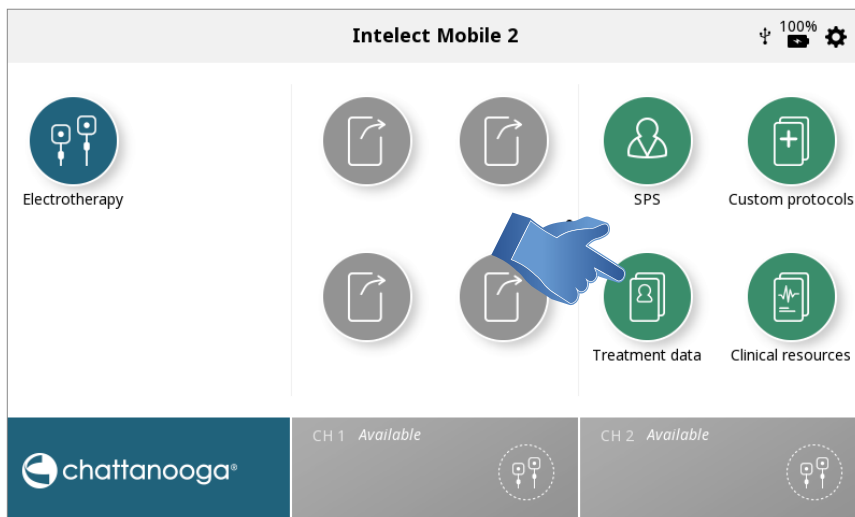 Intelect Mobile 2
100%
Electrotherapy
SPS
Custom protocols
Treatment data
Clinical resources
chattanooga®
CH 1 Available
CH 2 Available